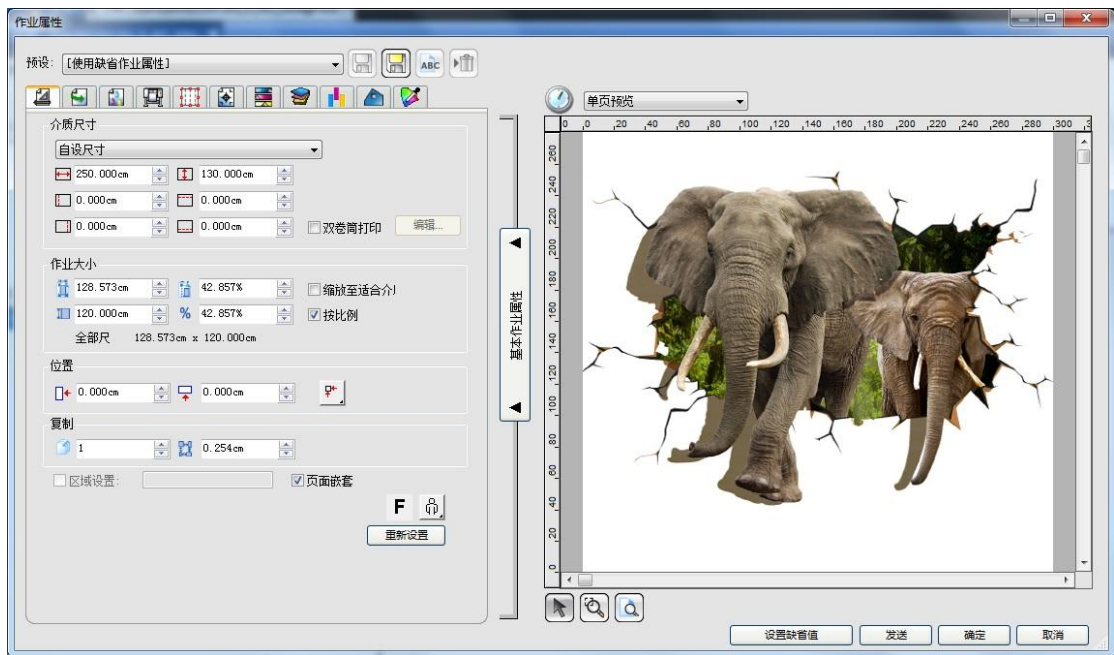 作业属性
预设: [使用缺省作业属性]
ABC
单页预览
介质尺寸
自设尺寸
250.000cm 130.000cm
0.000cm 0.000cm
0.000cm 0.000cm 双卷筒打印 编辑...
作业大小
128.573cm 42.857% 缩放至适合介
120.000cm % 42.857% 按比例
全部尺 128.573cm x 120.000cm
位置
0.000cm 0.000cm
复制
1 0.254cm
区域设置: 页面嵌套
F
重新设置
基本作业属性
0 0 20 40 60 80 100 120 140 160 180 200 220 240 260 280 300 3
260
240
220
200
180
160
140
120
100
80
60
40
20
0
设置缺省值 发送 确定 取消